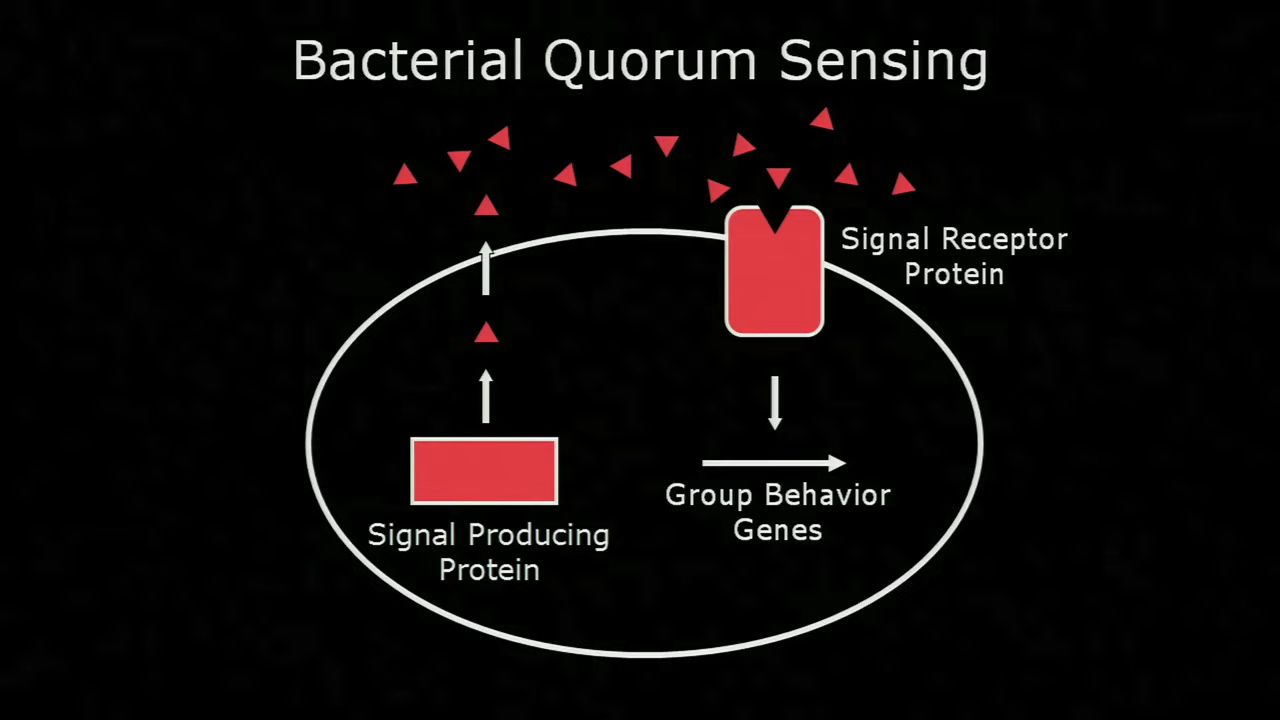 Bacterial Quorum Sensing
Signal Receptor
Protein
Group Behavior
Genes
Signal Producing
Protein